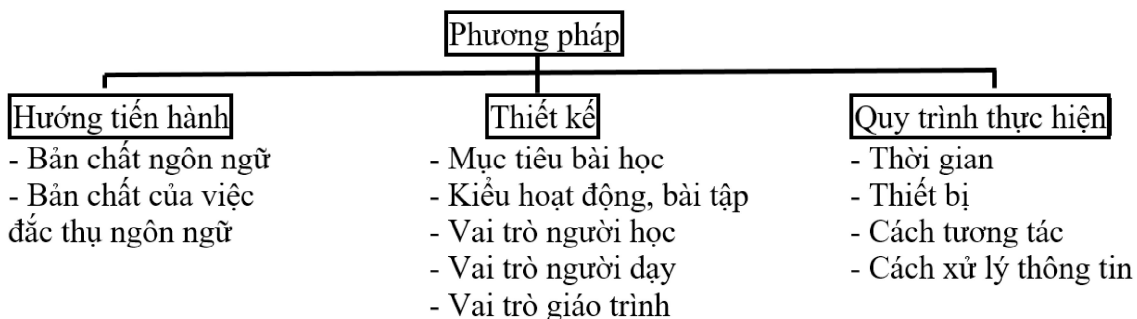 Phương pháp
Hướng tiến hành
- Bản chất ngôn ngữ
- Bản chất của việc
đắc thụ ngôn ngữ
Thiết kế
- Mục tiêu bài học
- Kiểu hoạt động, bài tập
- Vai trò người học
- Vai trò người dạy
- Vai trò giáo trình
Quy trình thực hiện
- Thời gian
- Thiết bị
- Cách tương tác
- Cách xử lý thông tin